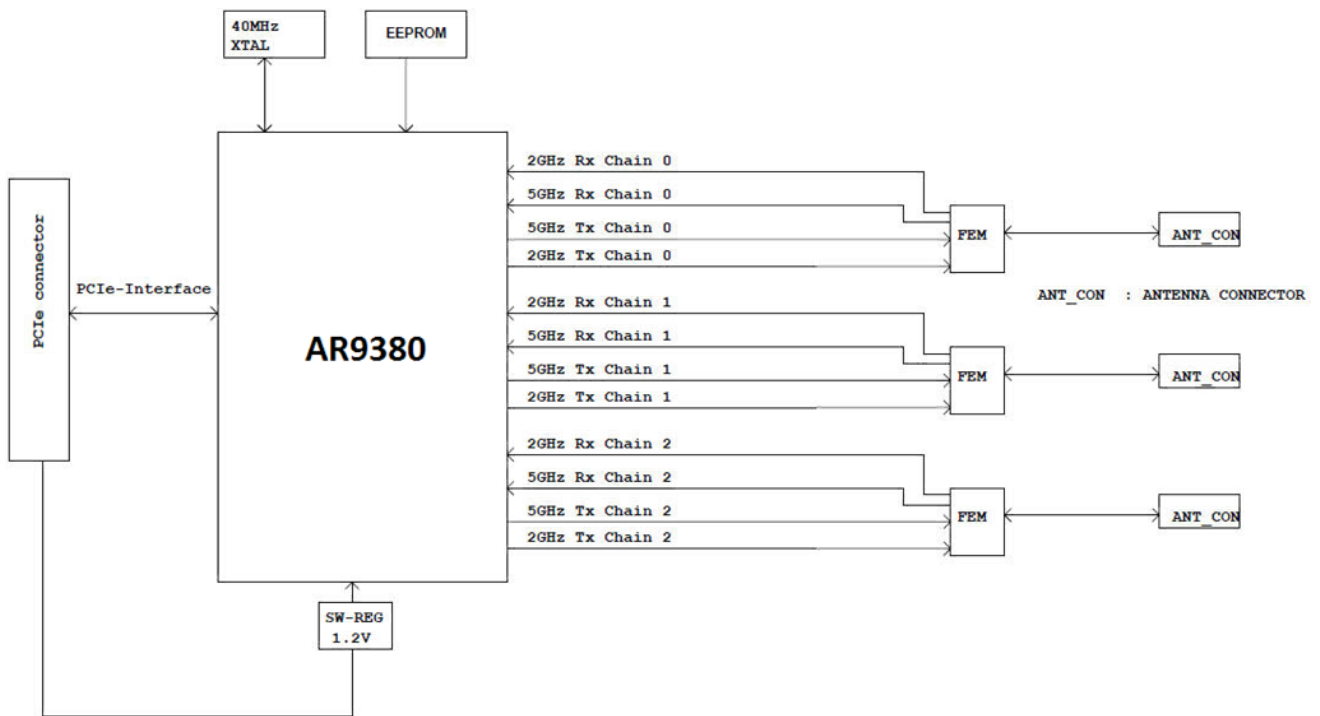 40MHz
XTAL
EEPROM
2GHz Rx Chain 0
5GHz Rx Chain 0
5GHz Tx Chain 0
2GHz Tx Chain 0
FEM
ANT_CON
PCIe connector
PCIe-Interface
ANT_CON : ANTENNA CONNECTOR
AR9380
2GHz Rx Chain 1
5GHz Rx Chain 1
5GHz Tx Chain 1
2GHz Tx Chain 1
FEM
ANT_CON
2GHz Rx Chain 2
5GHz Rx Chain 2
5GHz Tx Chain 2
2GHz Tx Chain 2
FEM
ANT_CON
SW-REG
1.2V